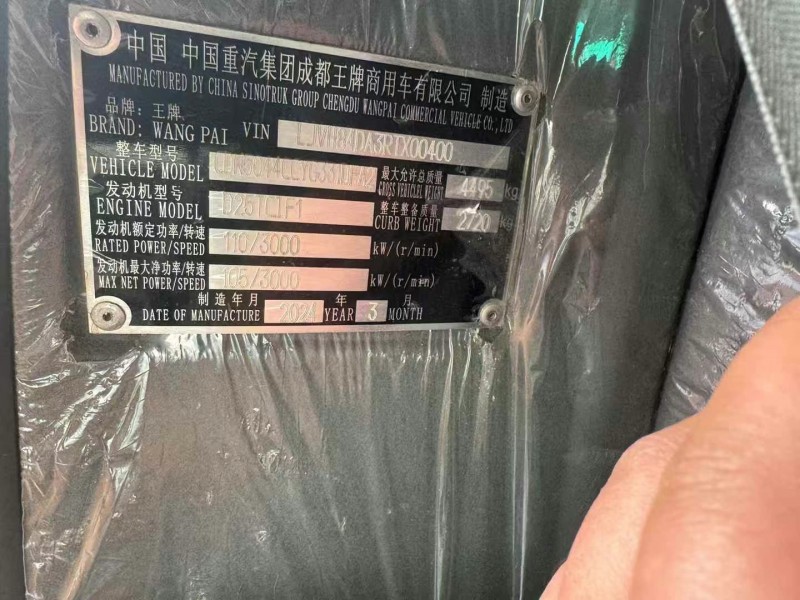 中国 中国重汽集团成都王牌商用车有限公司 制造
MANUFACTURED BY CHINA SINOTRUK GROUP CHENGDU WANGPAI COMMERCIAL VEHICLE CO.,LTD
品牌：王牌
BRAND: WANG PAI VIN
整车型号 最大允许总质量
VEHICLE MODEL GROSS VEHICLES WEIGHT 4495 kg
发动机型号 整车整备质量
ENGINE MODEL D25TCIF1 CURB WEIGHT 2720 kg
发动机额定功率/转速 110/3000
RATED POWER/SPEED kW/(r/min)
发动机最大净功率/转速 105/3000
MAX NET POWER/SPEED kW/(r/min)
制造年月 年 月
DATE OF MANUFACTURE 2024 YEAR 3 MONTH